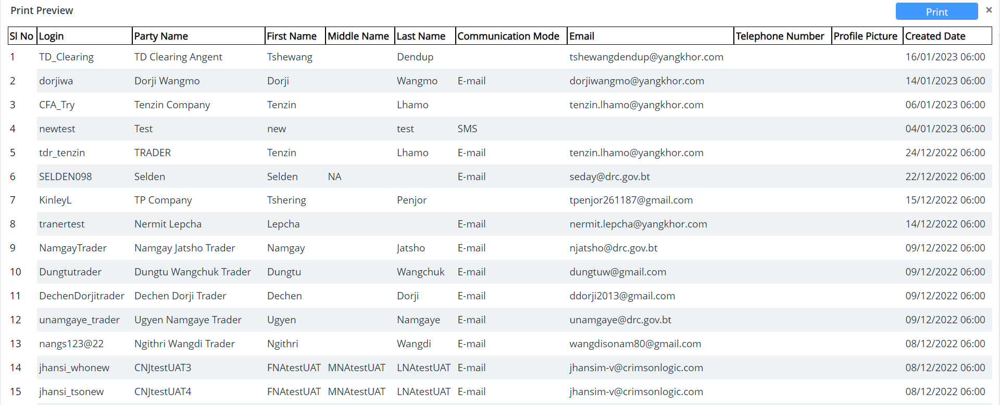 Print Preview Print ×
Sl No Login Party Name First Name Middle Name Last Name Communication Mode Email Telephone Number Profile Picture Created Date
1 TD_Clearing TD Clearing Angent Tshewang Dendup tshewangdendup@yangkhor.com 16/01/2023 06:00
2 dorjiwa Dorji Wangmo Dorji Wangmo E-mail dorjiwangmo@yangkhor.com 14/01/2023 06:00
3 CFA_Try Tenzin Company Tenzin Lhamo tenzin.lhamo@yangkhor.com 06/01/2023 06:00
4 newtest Test new test SMS 04/01/2023 06:00
5 tdr_tenzin TRADER Tenzin Lhamo E-mail tenzin.lhamo@yangkhor.com 24/12/2022 06:00
6 SELDEN098 Selden Selden NA E-mail seday@drc.gov.bt 22/12/2022 06:00
7 KinleyL TP Company Tshering Penjor tpenjor261187@gmail.com 15/12/2022 06:00
8 tranertest Nermit Lepcha Lepcha E-mail nermit.lepcha@yangkhor.com 14/12/2022 06:00
9 NamgayTrader Namgay Jatsho Trader Namgay Jatsho E-mail njatsho@drc.gov.bt 09/12/2022 06:00
10 Dungtutrader Dungtu Wangchuk Trader Dungtu Wangchuk E-mail dungtuw@gmail.com 09/12/2022 06:00
11 DechenDorjitrader Dechen Dorji Trader Dechen Dorji E-mail ddorji2013@gmail.com 09/12/2022 06:00
12 unamgaye_trader Ugyen Namgaye Trader Ugyen Namgaye E-mail unamgaye@drc.gov.bt 09/12/2022 06:00
13 nangs123@22 Ngithri Wangdi Trader Ngithri Wangdi E-mail wangdisonam80@gmail.com 08/12/2022 06:00
14 jhansi_whonew CNJtestUAT3 FNAtestUAT MNAtestUAT LNAtestUAT E-mail jhansim-v@crimsonlogic.com 08/12/2022 06:00
15 jhansi_tsonew CNJtestUAT4 FNAtestUAT MNAtestUAT LNAtestUAT E-mail jhansim-v@crimsonlogic.com 08/12/2022 06:00